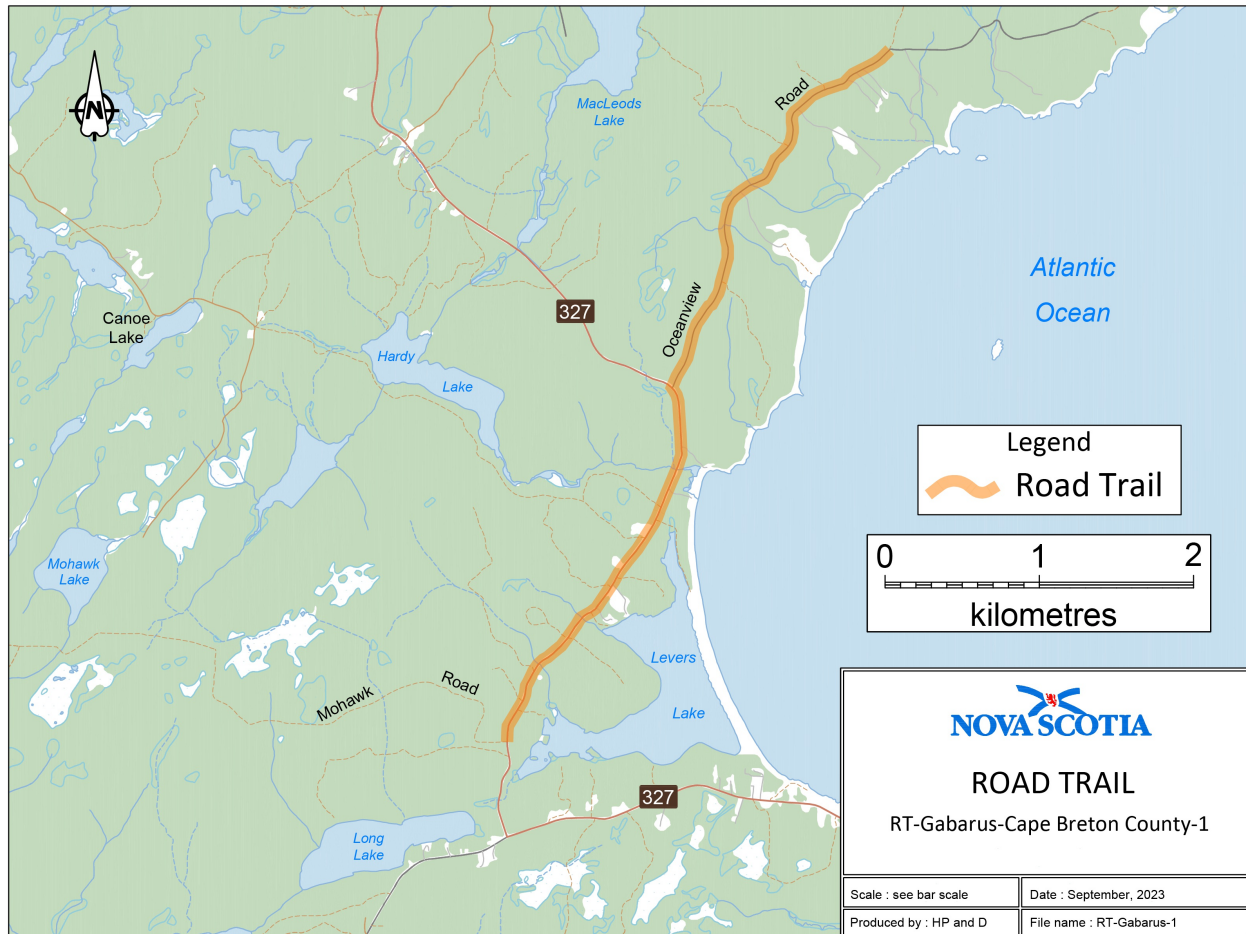 N
MacLeods
Lake
Road
Atlantic
Ocean
327
Oceanview
Canoe
Lake
Hardy
Lake
Legend
Road Trail
0 1 2
kilometres
Mohawk
Lake
Levers
Lake
Mohawk
Road
327
Long
Lake
NOVA SCOTIA
ROAD TRAIL
RT-Gabarus-Cape Breton County-1
Scale : see bar scale
Date : September, 2023
Produced by : HP and D
File name : RT-Gabarus-1